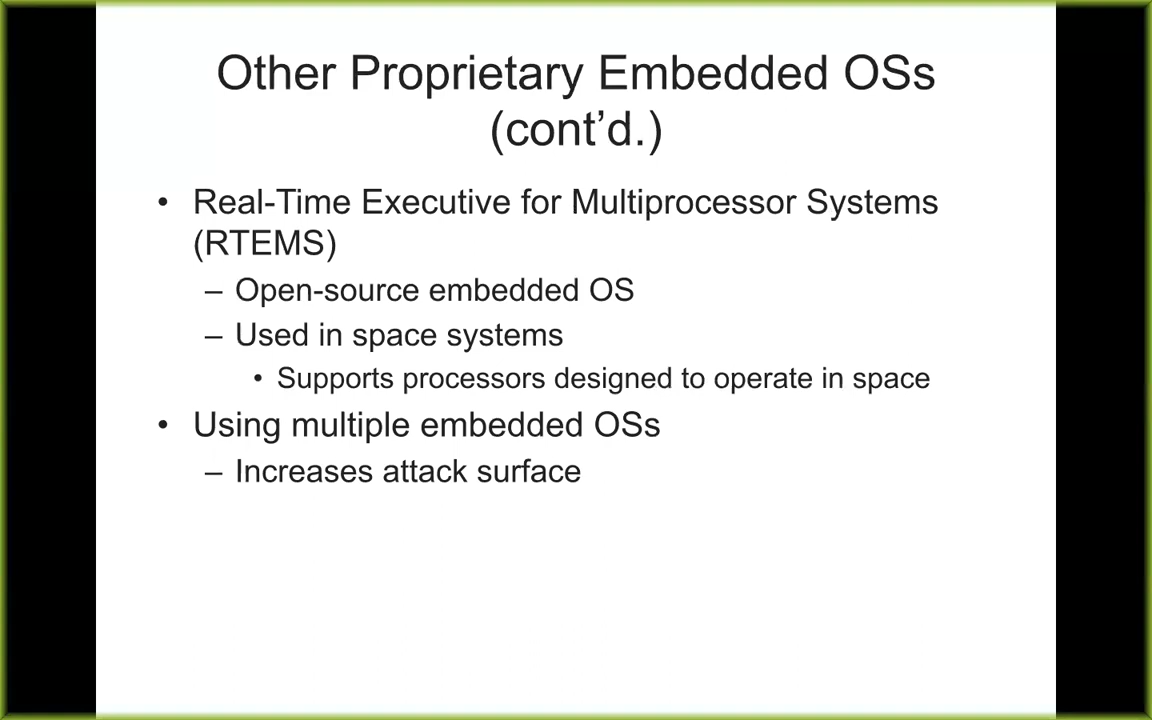 Other Proprietary Embedded OSs
(cont’d.)
• Real-Time Executive for Multiprocessor Systems
(RTEMS)
– Open-source embedded OS
– Used in space systems
• Supports processors designed to operate in space
• Using multiple embedded OSs
– Increases attack surface